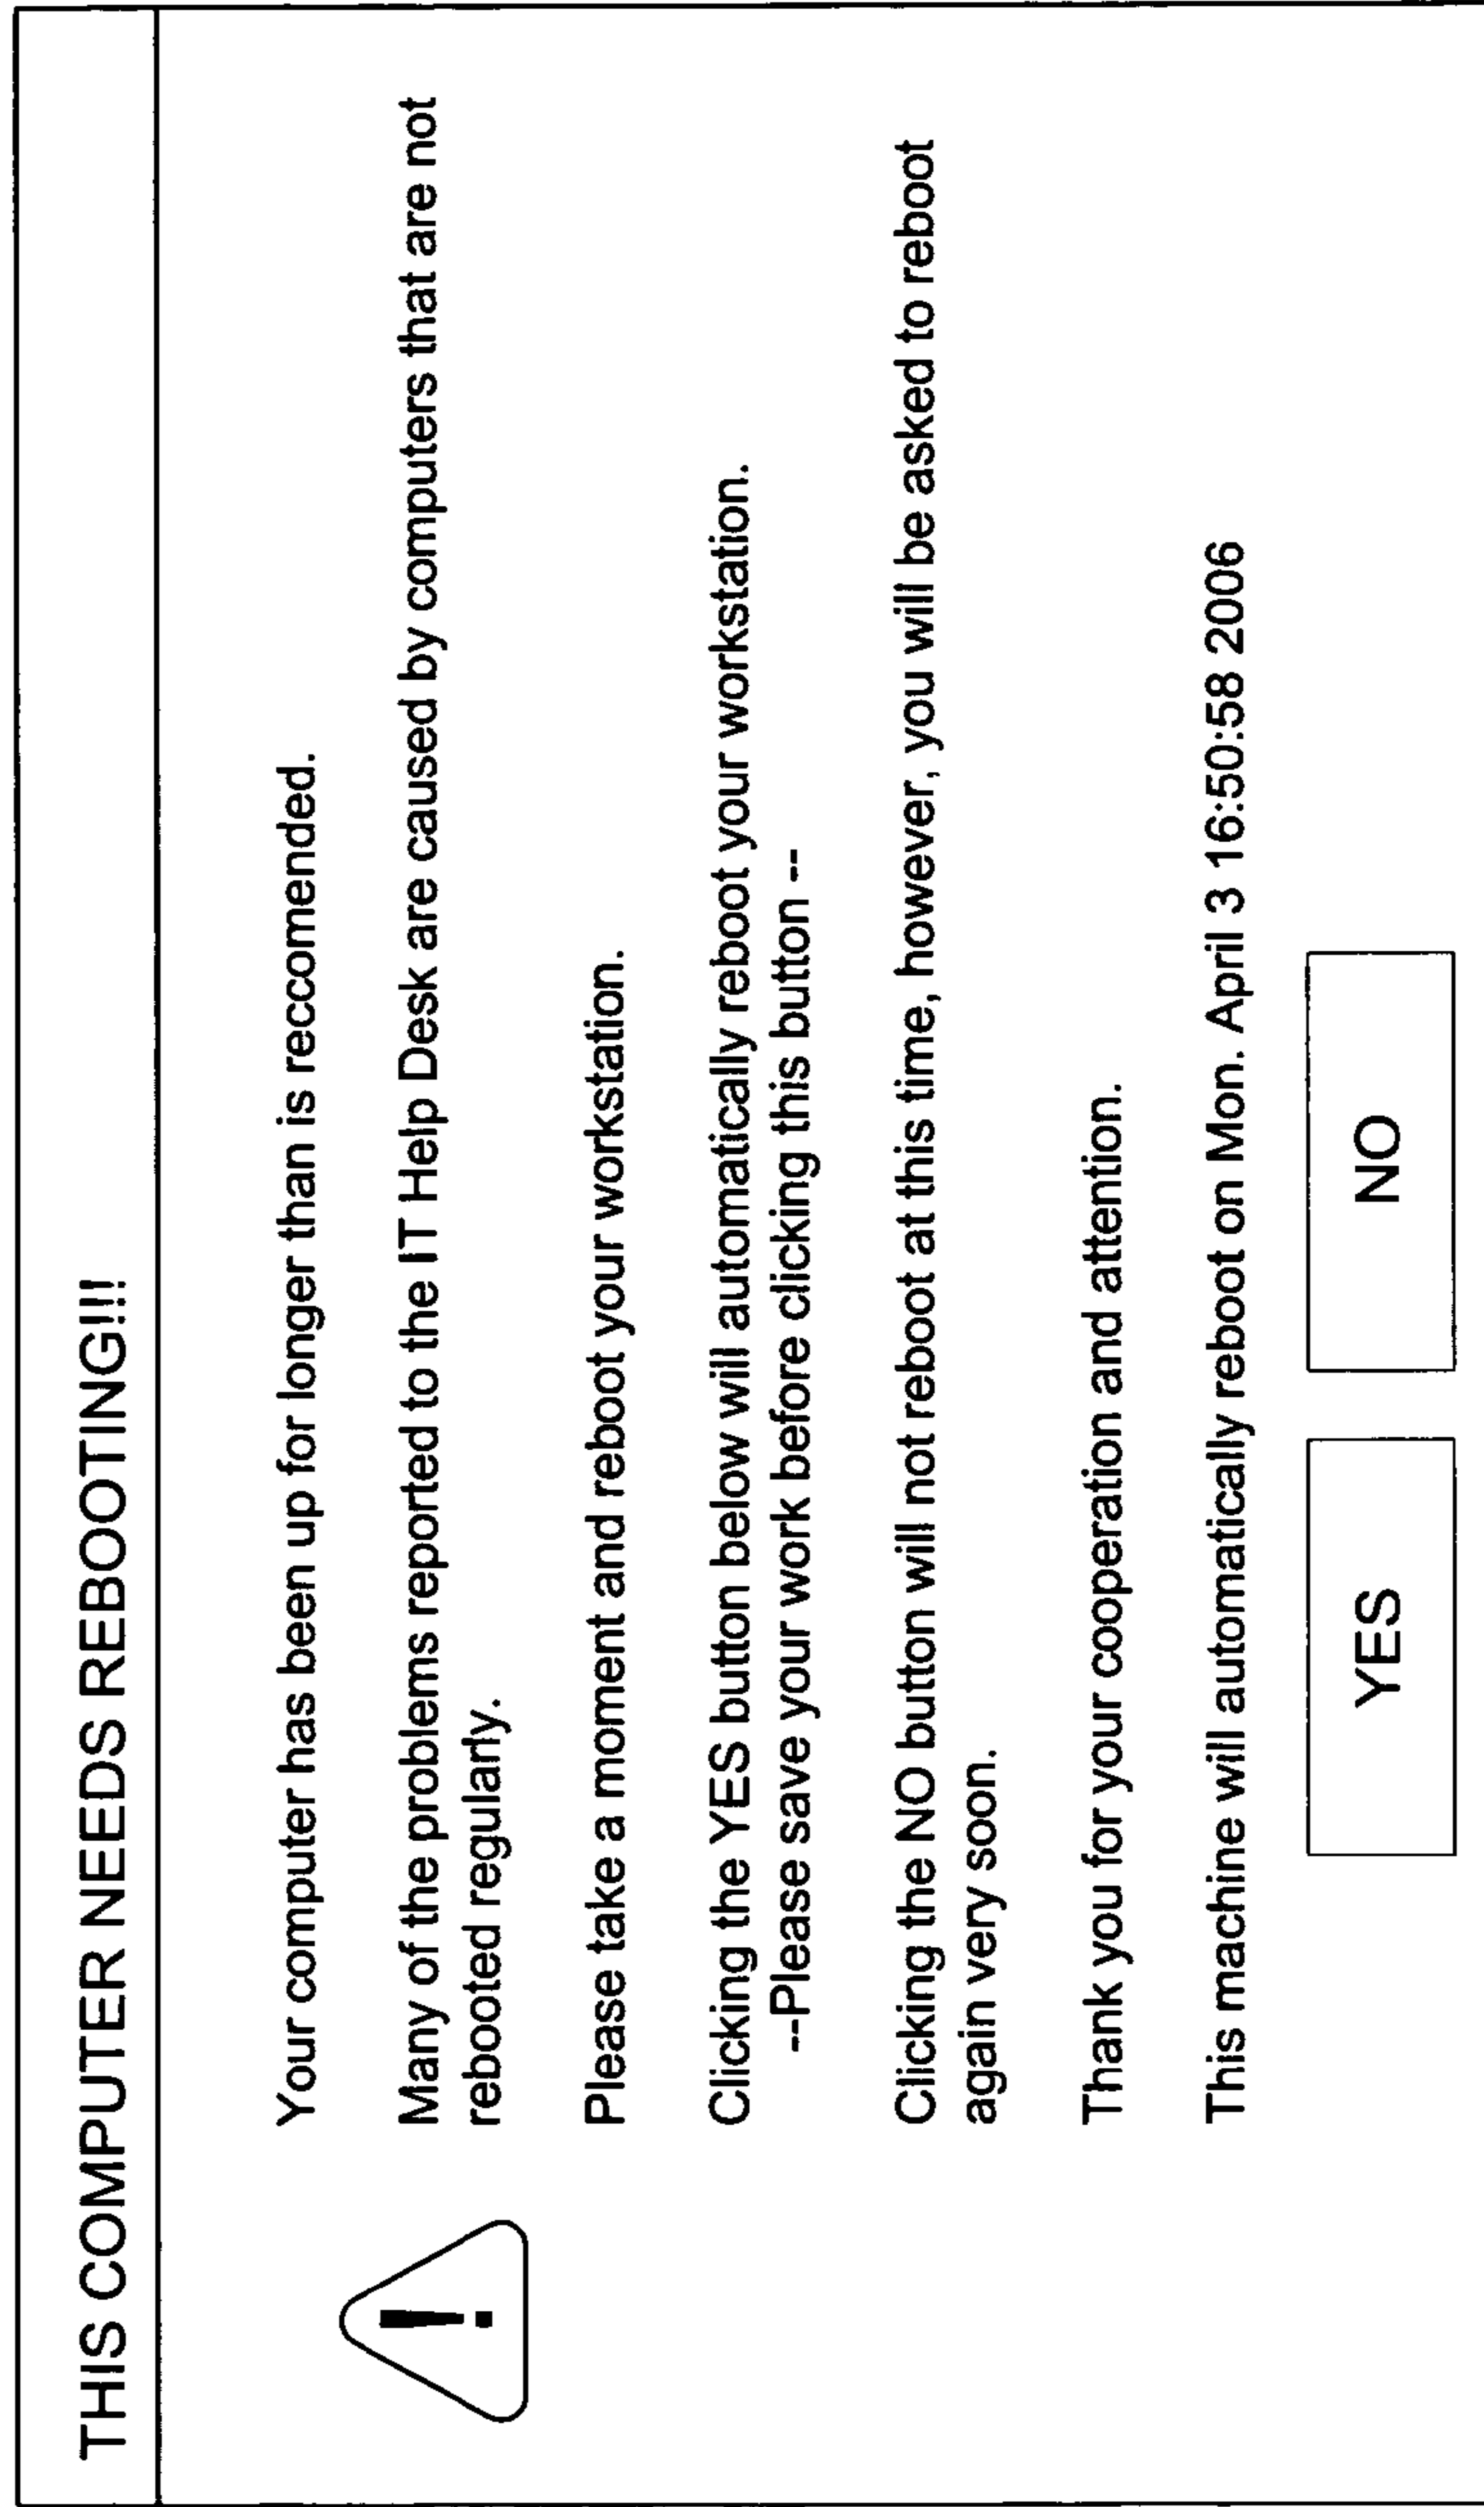 THIS COMPUTER NEEDS REBOOTING!!!
Your computer has been up for longer than is reccomended.
Many of the problems reported to the IT Help Desk are caused by computers that are not
rebooted regularly.
Please take a moment and reboot your workstation.
Clicking the YES button below will automatically reboot your workstation.
--Please save your work before clicking this button --
Clicking the NO button will not reboot at this time, however, you will be asked to reboot
again very soon.
Thank you for your cooperation and attention.
This machine will automatically reboot on Mon. April 3 16:50:58 2006
YES NO